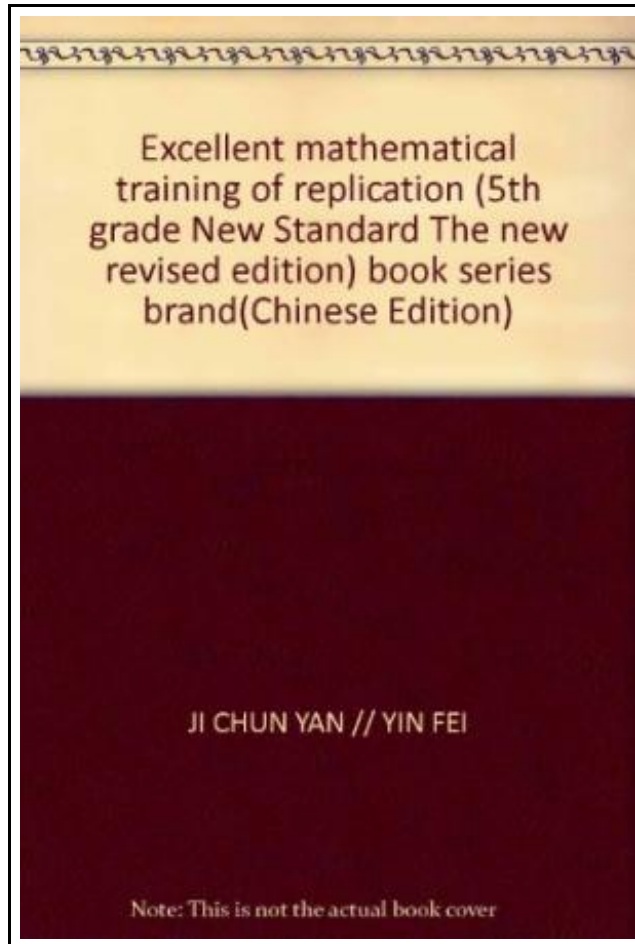 Excellent mathematical
training of replication (5th
grade New Standard The new
revised edition) book series
brand(Chinese Edition)
JI CHUN YAN // YIN FEI
Note: This is not the actual book cover